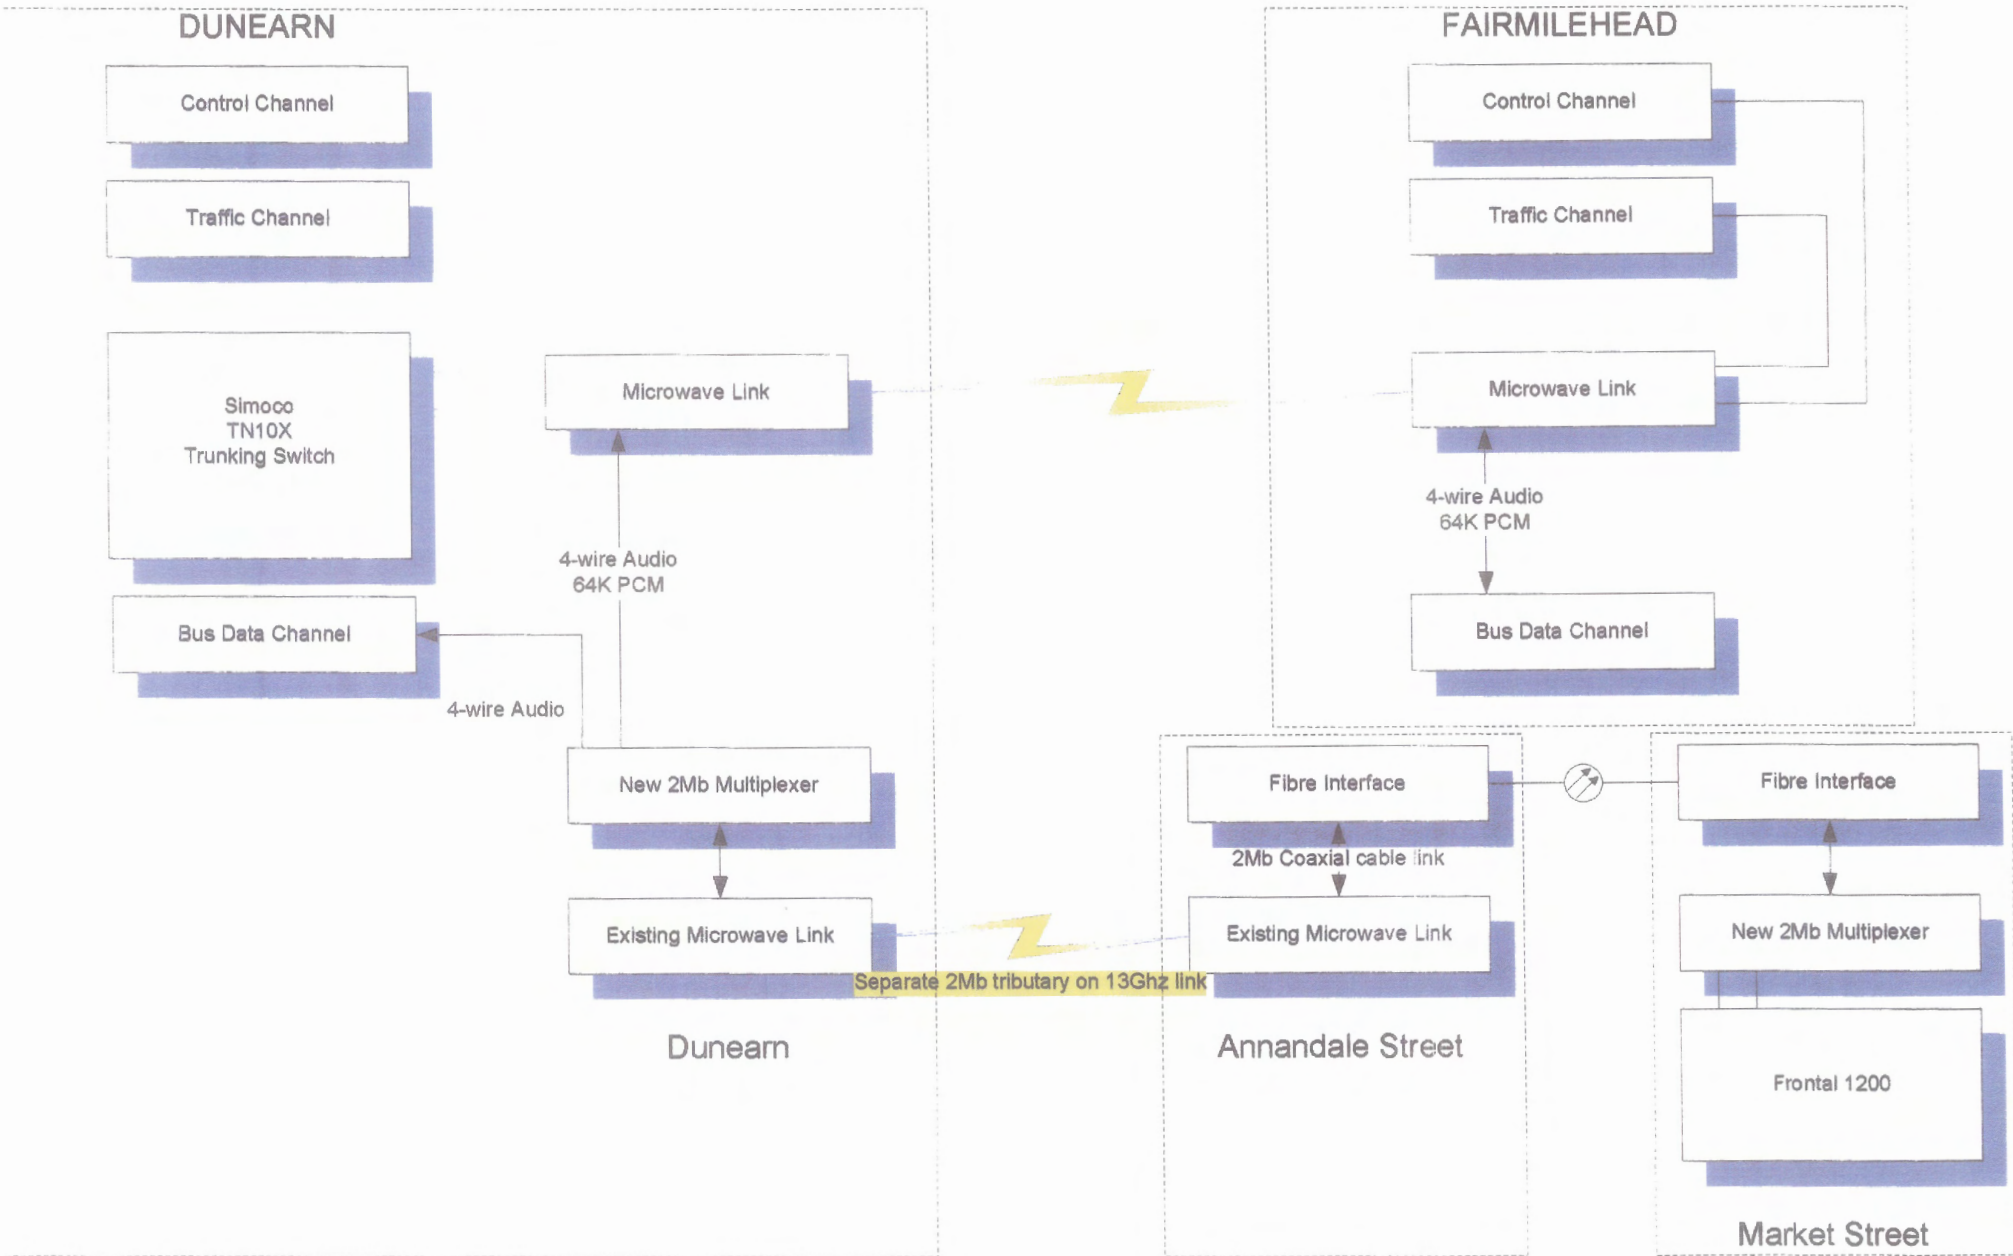 DUNEARN
Control Channel
Traffic Channel
Simoco
TN10X
Trunking Switch
Microwave Link
4-wire Audio
64K PCM
Bus Data Channel
4-wire Audio
New 2Mb Multiplexer
Existing Microwave Link
Separate 2Mb tributary on 13Ghz link
Dunearn
FAIRMILEHEAD
Control Channel
Traffic Channel
Microwave Link
4-wire Audio
64K PCM
Bus Data Channel
Fibre Interface
2Mb Coaxial cable link
Existing Microwave Link
Annandale Street
Fibre Interface
New 2Mb Multiplexer
Frontal 1200
Market Street